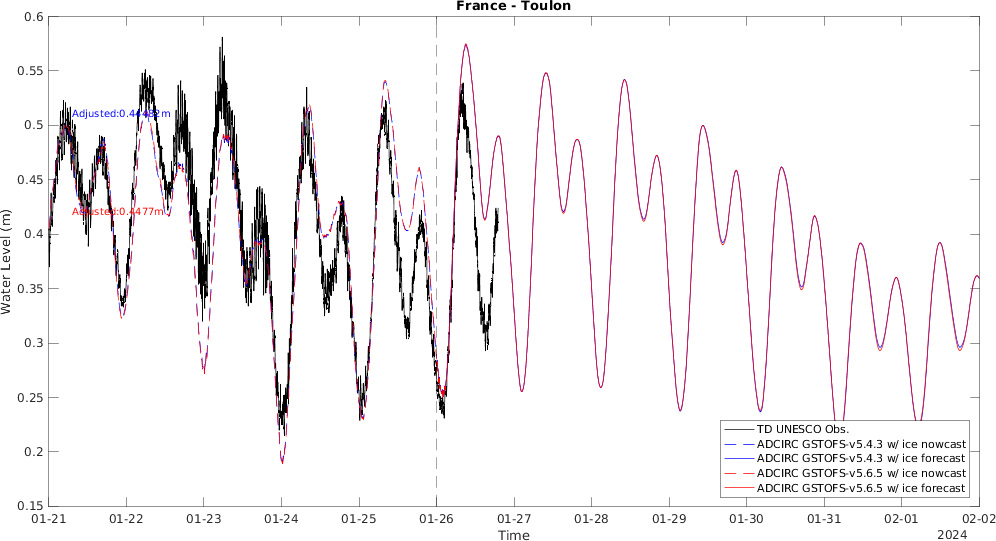 France - Toulon
0.6
0.55
0.5
0.45
0.4
0.35
0.3
0.25
0.2
0.15
Water Level (m)
Adjusted:0.44482m
Adjusted:0.4477m
TD UNESCO Obs.
ADCIRC GSTOFS-v5.4.3 w/ ice nowcast
ADCIRC GSTOFS-v5.4.3 w/ ice forecast
ADCIRC GSTOFS-v5.6.5 w/ ice nowcast
ADCIRC GSTOFS-v5.6.5 w/ ice forecast
01-21 01-22 01-23 01-24 01-25 01-26 01-27 01-28 01-29 01-30 01-31 02-01 02-02
Time
2024